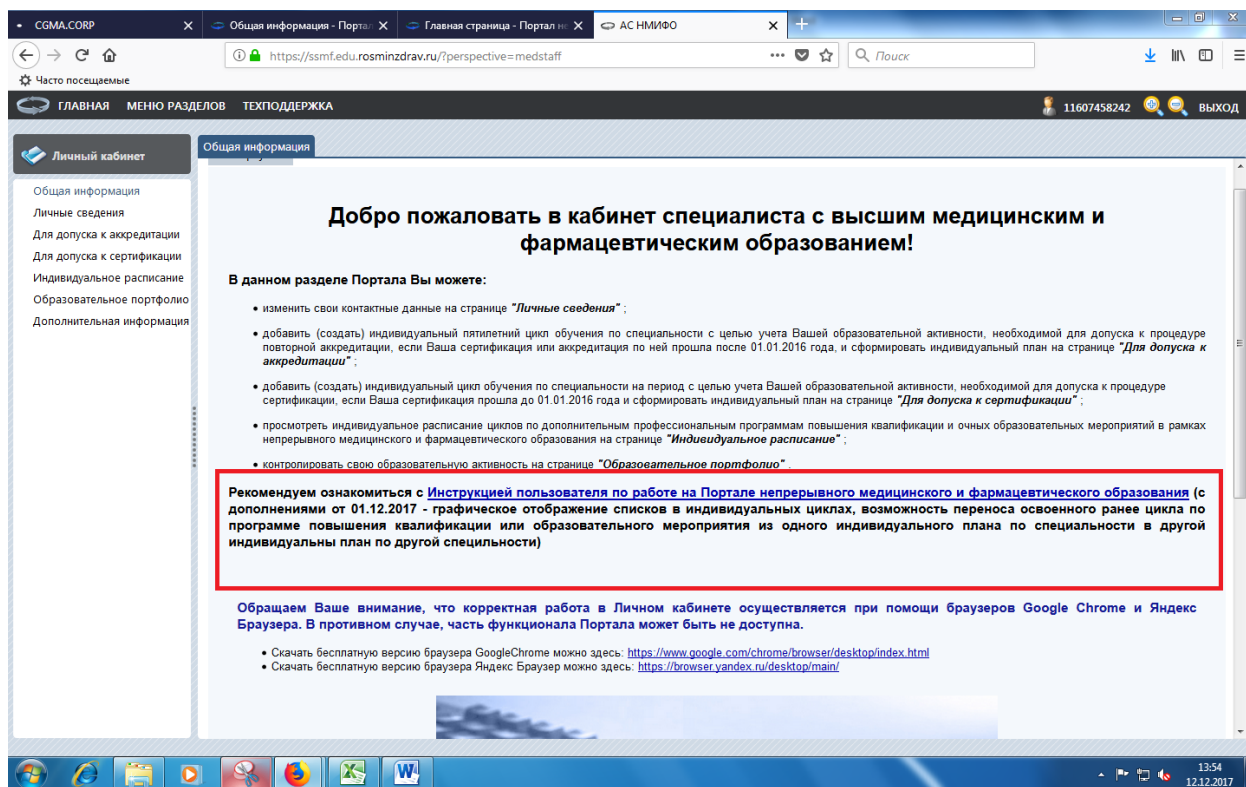 CGMA.CORP
Общая информация - Портал
Главная страница - Портал не
АС НМИФО
https://ssmf.edu.rosminzdrav.ru/?perspective=medstaff
Поиск
Часто посещаемые
ГЛАВНАЯ МЕНЮ РАЗДЕЛОВ ТЕХПОДДЕРЖКА
11607458242 ВЫХОД
Личный кабинет
Общая информация
Личные сведения
Для допуска к аккредитации
Для допуска к сертификации
Индивидуальное расписание
Образовательное портфолио
Дополнительная информация
Общая информация
Добро пожаловать в кабинет специалиста с высшим медицинским и
фармацевтическим образованием!
В данном разделе Портала Вы можете:
• изменить свои контактные данные на странице "Личные сведения" ;
• добавить (создать) индивидуальный пятилетний цикл обучения по специальности с целью учета Вашей образовательной активности, необходимой для допуска к процедуре
повторной аккредитации, если Ваша сертификация или аккредитация по ней прошла после 01.01.2016 года, и сформировать индивидуальный план на странице "Для допуска к
аккредитации" ;
• добавить (создать) индивидуальный цикл обучения по специальности на период с целью учета Вашей образовательной активности, необходимой для допуска к процедуре
сертификации, если Ваша сертификация прошла до 01.01.2016 года и сформировать индивидуальный план на странице "Для допуска к сертификации" ;
• просмотреть индивидуальное расписание циклов по дополнительным профессиональным программам повышения квалификации и очных образовательных мероприятий в рамках
непрерывного медицинского и фармацевтического образования на странице "Индивидуальное расписание" ;
• контролировать свою образовательную активность на странице "Образовательное портфолио" .
Рекомендуем ознакомиться с Инструкцией пользователя по работе на Портале непрерывного медицинского и фармацевтического образования (с
дополнениями от 01.12.2017 - графическое отображение списков в индивидуальных циклах, возможность переноса освоенного ранее цикла по
программе повышения квалификации или образовательного мероприятия из одного индивидуального плана по специальности в другой
индивидуальны план по другой специльности)
Обращаем Ваше внимание, что корректная работа в Личном кабинете осуществляется при помощи браузеров Google Chrome и Яндекс
Браузера. В противном случае, часть функционала Портала может быть не доступна.
• Скачать бесплатную версию браузера GoogleChrome можно здесь: https://www.google.com/chrome/browser/desktop/index.html
• Скачать бесплатную версию браузера Яндекс Браузер можно здесь: https://browser.yandex.ru/desktop/main/
13:54
12.12.2017